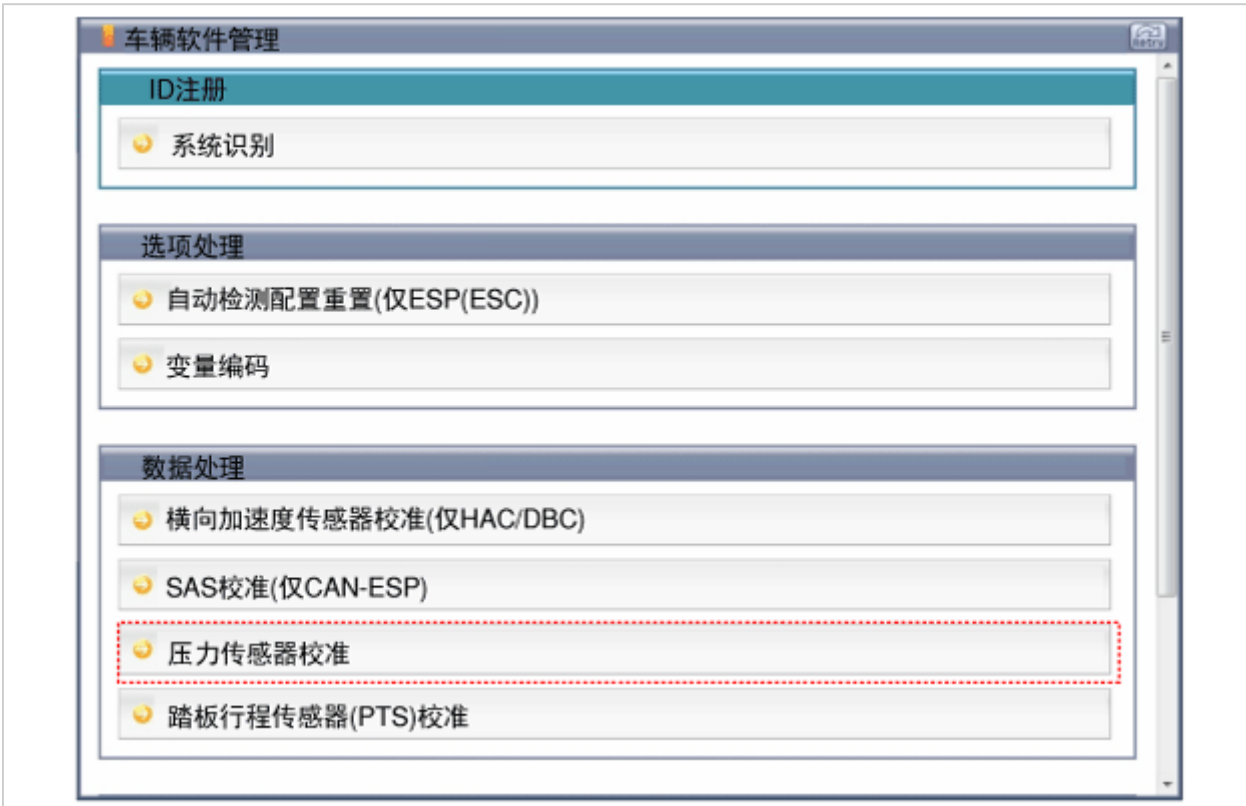 车辆软件管理
Retry
ID注册
系统识别
选项处理
自动检测配置重置(仅ESP(ESC))
变量编码
数据处理
横向加速度传感器校准(仅HAC/DBC)
SAS校准(仅CAN-ESP)
压力传感器校准
踏板行程传感器(PTS)校准